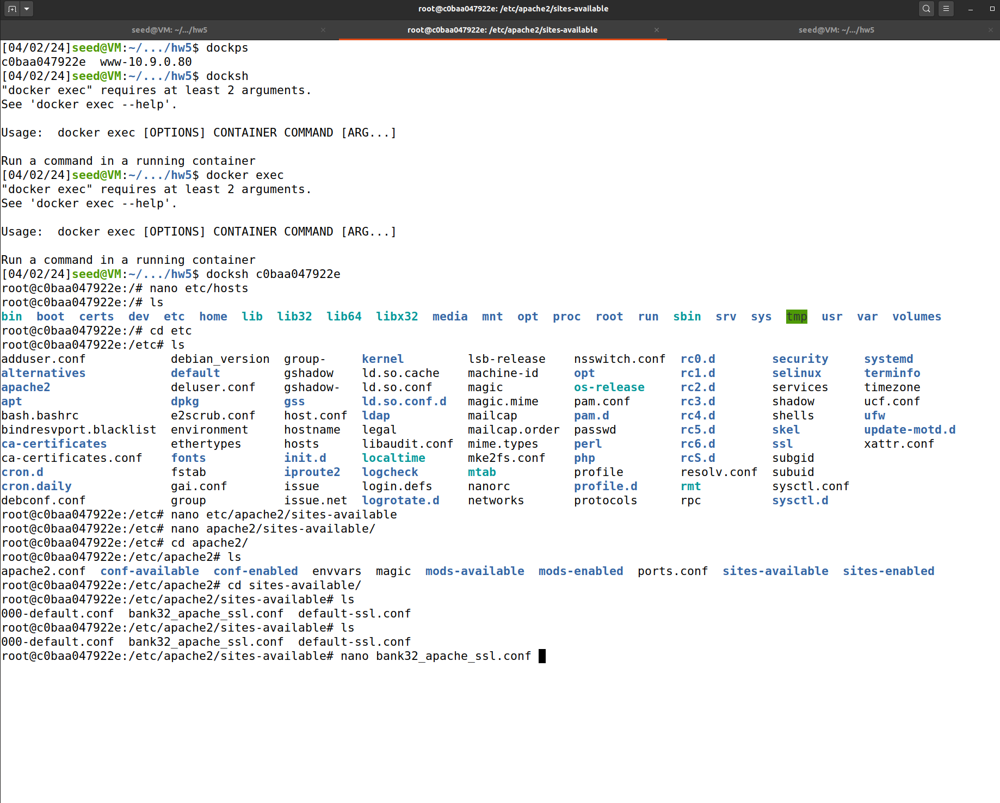 root@c0baa047922e: /etc/apache2/sites-available
seed@VM: ~/.../hw5
root@c0baa047922e: /etc/apache2/sites-available
seed@VM: ~/.../hw5
[04/02/24]seed@VM:~/.../hw5$ dockps
c0baa047922e  www-10.9.0.80
[04/02/24]seed@VM:~/.../hw5$ docksh
"docker exec" requires at least 2 arguments.
See 'docker exec --help'.
Usage:  docker exec [OPTIONS] CONTAINER COMMAND [ARG...]
Run a command in a running container
[04/02/24]seed@VM:~/.../hw5$ docker exec
"docker exec" requires at least 2 arguments.
See 'docker exec --help'.
Usage:  docker exec [OPTIONS] CONTAINER COMMAND [ARG...]
Run a command in a running container
[04/02/24]seed@VM:~/.../hw5$ docksh c0baa047922e
root@c0baa047922e:/# nano etc/hosts
root@c0baa047922e:/# ls
bin  boot  certs  dev  etc  home  lib  lib32  lib64  libx32  media  mnt  opt  proc  root  run  sbin  srv  sys  tmp  usr  var  volumes
root@c0baa047922e:/# cd etc
root@c0baa047922e:/etc# ls
adduser.conf            debian_version  group-     kernel         lsb-release    nsswitch.conf  rc0.d        security     systemd
alternatives            default         gshadow    ld.so.cache    machine-id     opt            rc1.d        selinux      terminfo
apache2                 deluser.conf    gshadow-   ld.so.conf     magic          os-release     rc2.d        services     timezone
apt                     dpkg            gss        ld.so.conf.d   magic.mime     pam.conf       rc3.d        shadow       ucf.conf
bash.bashrc             e2scrub.conf    host.conf  ldap           mailcap        pam.d          rc4.d        shells       ufw
bindresvport.blacklist  environment     hostname   legal          mailcap.order  passwd         rc5.d        skel         update-motd.d
ca-certificates         ethertypes      hosts      libaudit.conf  mime.types     perl           rc6.d        ssl          xattr.conf
ca-certificates.conf    fonts           init.d     localtime      mke2fs.conf    php            rcS.d        subgid
cron.d                  fstab           iproute2   logcheck       mtab           profile        resolv.conf  subuid
cron.daily              gai.conf        issue      login.defs     nanorc         profile.d      rmt          sysctl.conf
debconf.conf            group           issue.net  logrotate.d    networks       protocols      rpc          sysctl.d
root@c0baa047922e:/etc# nano etc/apache2/sites-available
root@c0baa047922e:/etc# nano apache2/sites-available/
root@c0baa047922e:/etc# cd apache2/
root@c0baa047922e:/etc/apache2# ls
apache2.conf  conf-available  conf-enabled  envvars  magic  mods-available  mods-enabled  ports.conf  sites-available  sites-enabled
root@c0baa047922e:/etc/apache2# cd sites-available/
root@c0baa047922e:/etc/apache2/sites-available# ls
000-default.conf  bank32_apache_ssl.conf  default-ssl.conf
root@c0baa047922e:/etc/apache2/sites-available# ls
000-default.conf  bank32_apache_ssl.conf  default-ssl.conf
root@c0baa047922e:/etc/apache2/sites-available# nano bank32_apache_ssl.conf